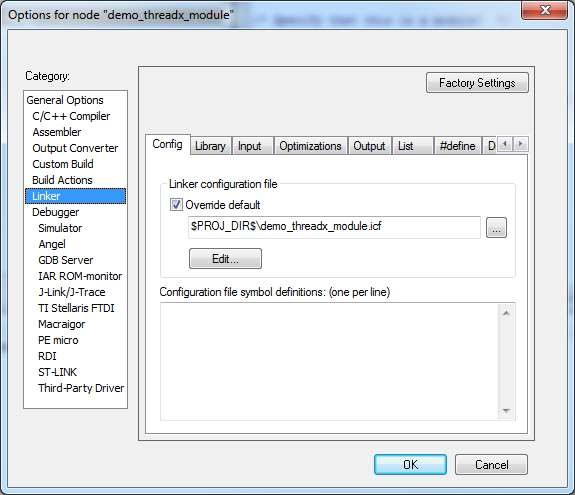 Options for node "demo_threadx_module"
Category:
Factory Settings
General Options
C/C++ Compiler
Assembler
Output Converter
Custom Build
Build Actions
Linker
Debugger
Simulator
Angel
GDB Server
IAR ROM-monitor
J-Link/J-Trace
TI Stellaris FTDI
Macraigor
PE micro
RDI
ST-LINK
Third-Party Driver
Config Library Input Optimizations Output List #define D
Linker configuration file
Override default
$PROJ_DIR$\demo_threadx_module.icf
...
Edit...
Configuration file symbol definitions: (one per line)
OK Cancel